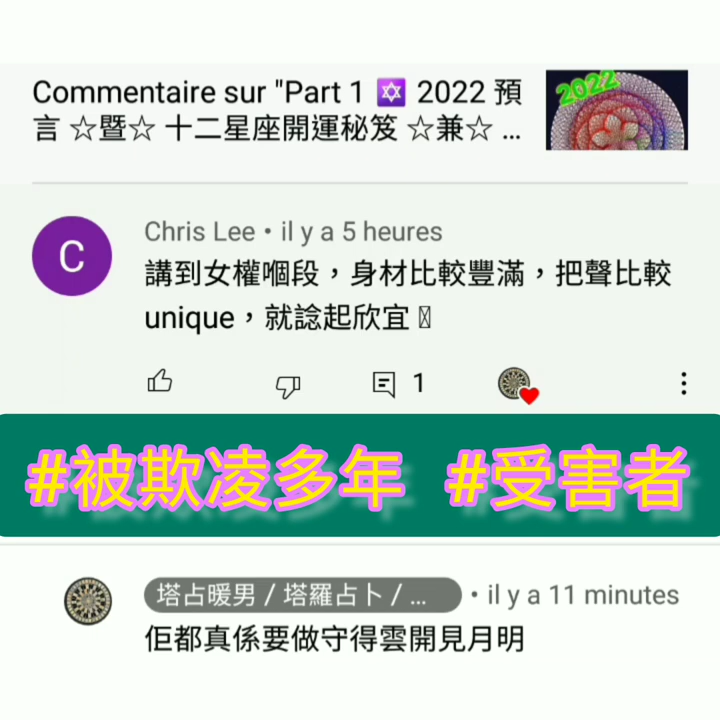 Commentaire sur "Part 1 🔯 2022 預
言 ☆暨☆ 十二星座開運秘笈 ☆兼☆ ...
2022
Chris Lee • il y a 5 heures
講到女權嗰段，身材比較豐滿，把聲比較
unique，就諗起欣宜
1
#被欺凌多年 #受害者
塔占暖男 / 塔羅占卜 / ... • il y a 11 minutes
佢都真係要做守得雲開見月明